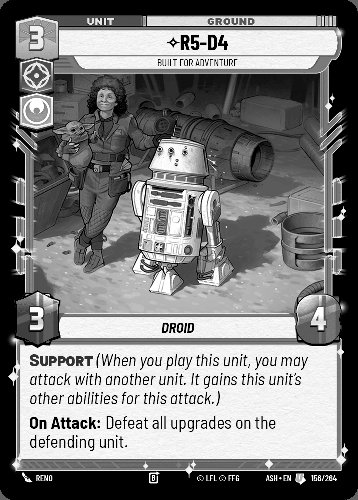 UNIT
GROUND
3
R5-D4
BUILT FOR ADVENTURE
3
4
DROID
SUPPORT (When you play this unit, you may
attack with another unit. It gains this unit's
other abilities for this attack.)
On Attack: Defeat all upgrades on the
defending unit.
RENO
© LFL © FFG
ASH • EN
156/264